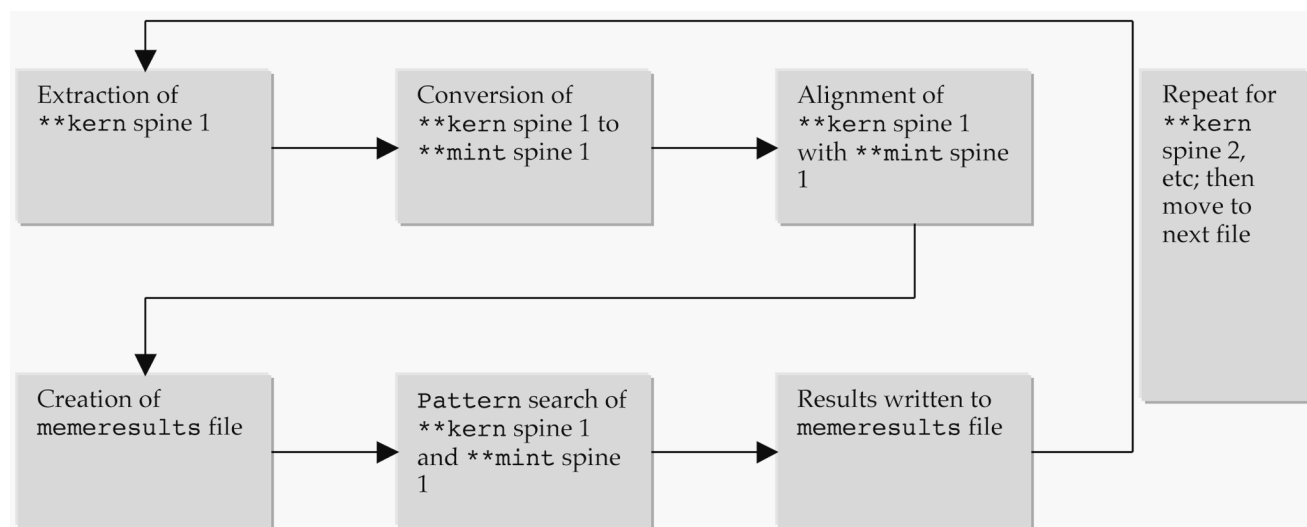 Extraction of
**kern spine 1
Conversion of
**kern spine 1 to
**mint spine 1
Alignment of
**kern spine 1
with **mint spine
1
Repeat for
**kern
spine 2,
etc; then
move to
next file
Creation of
memeresults file
Pattern search of
**kern spine 1
and **mint spine
1
Results written to
memeresults file